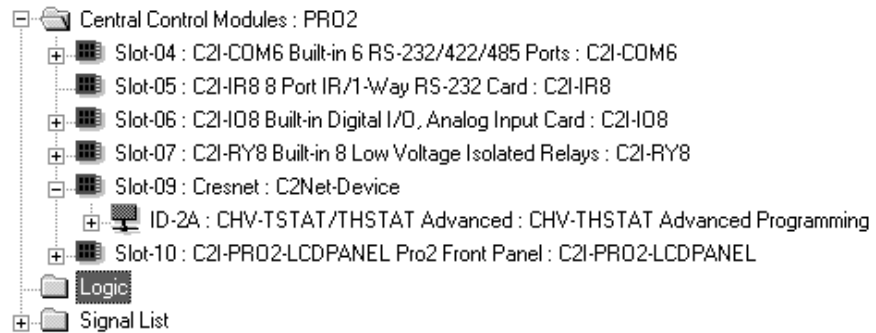 Central Control Modules : PRO2
Slot-04 : C2I-COM6 Built-in 6 RS-232/422/485 Ports : C2I-COM6
Slot-05 : C2I-IR8 8 Port IR/1-Way RS-232 Card : C2I-IR8
Slot-06 : C2I-IO8 Built-in Digital I/O, Analog Input Card : C2I-IO8
Slot-07 : C2I-RY8 Built-in 8 Low Voltage Isolated Relays : C2I-RY8
Slot-09 : Cresnet : C2Net-Device
ID-2A : CHV-TSTAT/THSTAT Advanced : CHV-THSTAT Advanced Programming
Slot-10 : C2I-PRO2-LCDPANEL Pro2 Front Panel : C2I-PRO2-LCDPANEL
Logic
Signal List